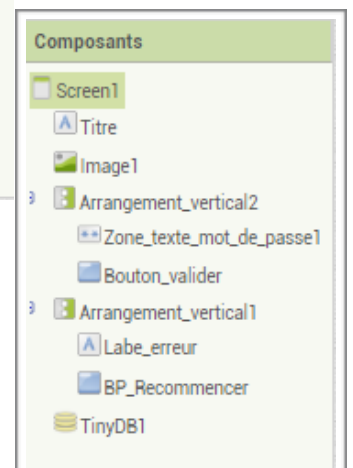 Composants
Screen1
Titre
Image1
Arrangement_vertical2
Zone_texte_mot_de_passe1
Bouton_valider
Arrangement_vertical1
Labe_erreur
BP_Recommencer
TinyDB1